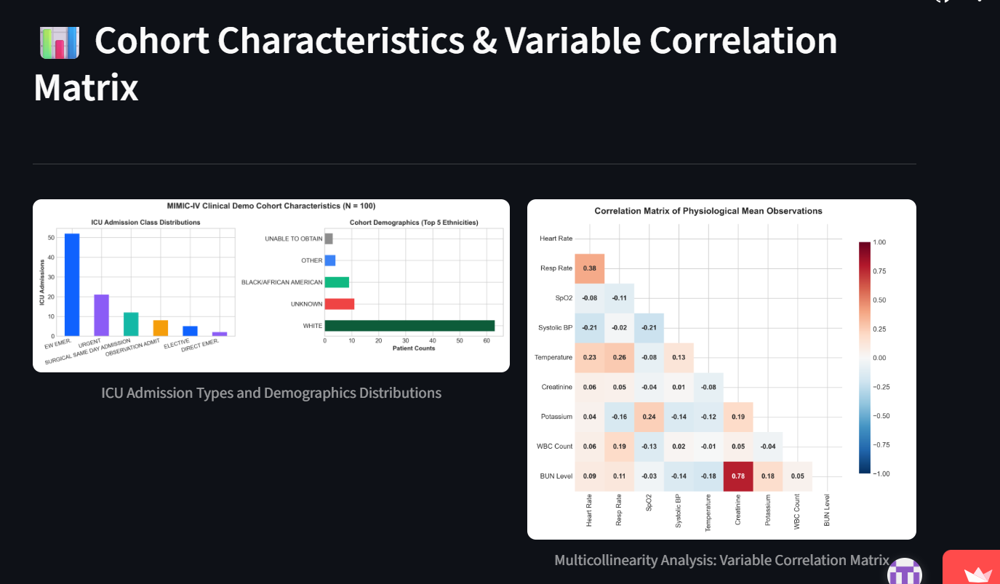 Cohort Characteristics & Variable Correlation
Matrix
MIMIC-IV Clinical Demo Cohort Characteristics (N = 100)
ICU Admission Class Distributions
ICU Admissions
50
40
30
20
10
0
EW EMER.
URGENT
SURGICAL SAME DAY ADMISSION
OBSERVATION ADMIT
ELECTIVE
DIRECT EMER.
Cohort Demographics (Top 5 Ethnicities)
UNABLE TO OBTAIN
OTHER
BLACK/AFRICAN AMERICAN
UNKNOWN
WHITE
0 10 20 30 40 50 60
Patient Counts
ICU Admission Types and Demographics Distributions
Correlation Matrix of Physiological Mean Observations
Heart Rate
Resp Rate 0.38
SpO2 -0.08 -0.11
Systolic BP -0.21 -0.02 -0.21
Temperature 0.23 0.26 -0.08 0.13
Creatinine 0.06 0.05 -0.04 0.01 -0.08
Potassium 0.04 -0.16 0.24 -0.14 -0.12 0.19
WBC Count 0.06 0.19 -0.13 0.02 -0.01 0.05 -0.04
BUN Level 0.09 0.11 -0.03 -0.14 -0.18 0.78 0.18 0.05
Heart Rate
Resp Rate
SpO2
Systolic BP
Temperature
Creatinine
Potassium
WBC Count
BUN Level
1.00
0.75
0.50
0.25
0.00
−0.25
−0.50
−0.75
−1.00
Multicollinearity Analysis: Variable Correlation Matrix